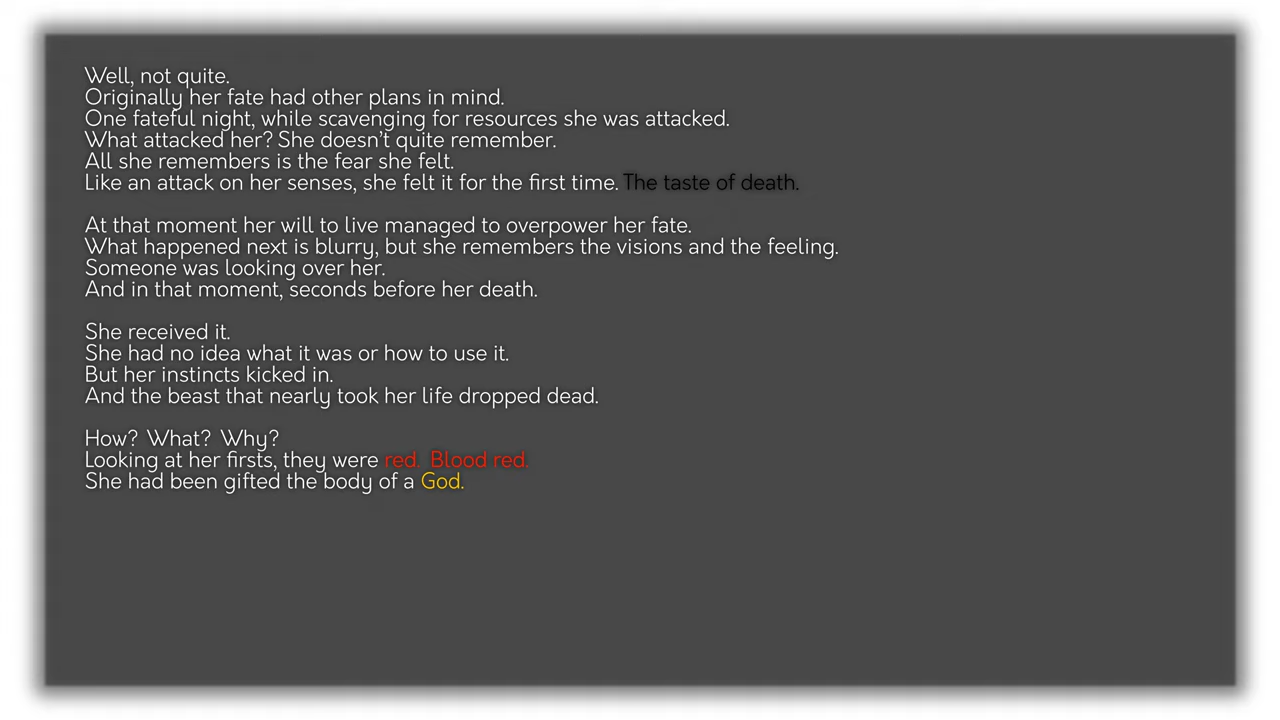 Well, not quite.
Originally her fate had other plans in mind.
One fateful night, while scavenging for resources she was attacked.
What attacked her? She doesn't quite remember.
All she remembers is the fear she felt.
Like an attack on her senses, she felt it for the first time. The taste of death.
At that moment her will to live managed to overpower her fate.
What happened next is blurry, but she remembers the visions and the feeling.
Someone was looking over her.
And in that moment, seconds before her death.
She received it.
She had no idea what it was or how to use it.
But her instincts kicked in.
And the beast that nearly took her life dropped dead.
How? What? Why?
Looking at her firsts, they were red. Blood red.
She had been gifted the body of a God.